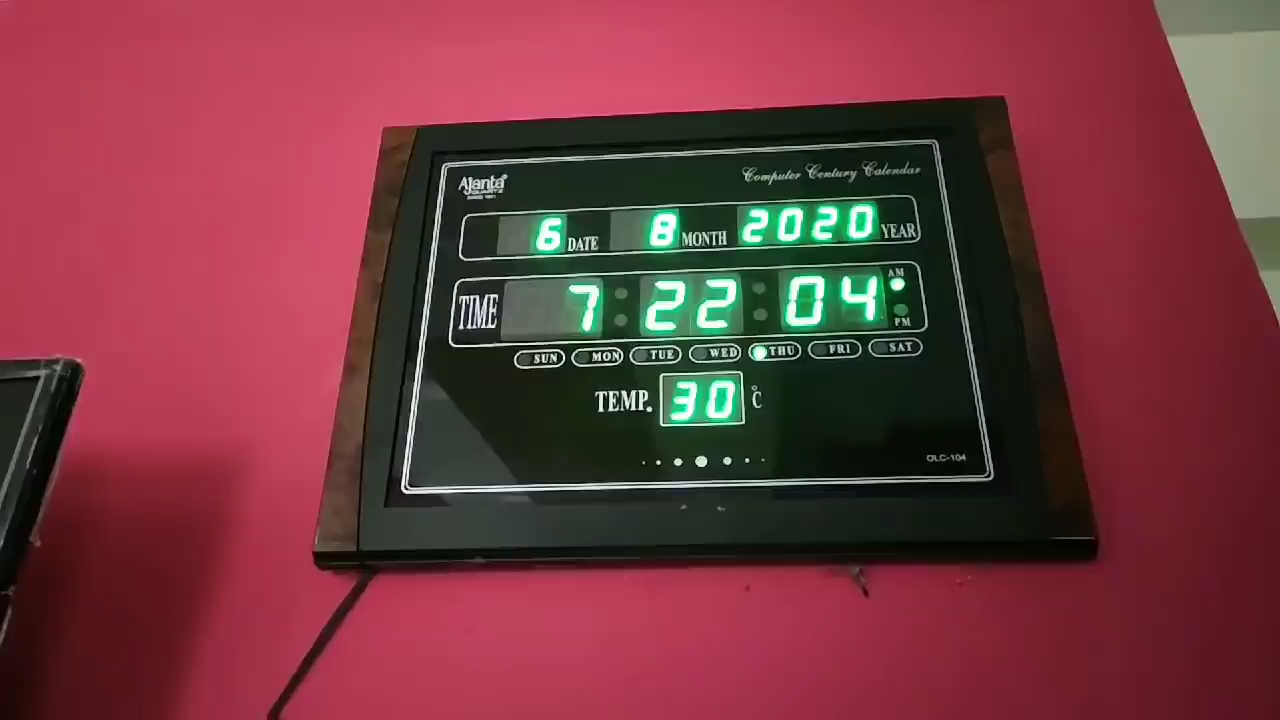 Ajanta®
QUARTZ
Computer Century Calendar
6 DATE 8 MONTH 2020 YEAR
TIME 7 : 22 : 04 AM
PM
SUN MON TUE WED THU FRI SAT
TEMP. 30 °C
OLC-104